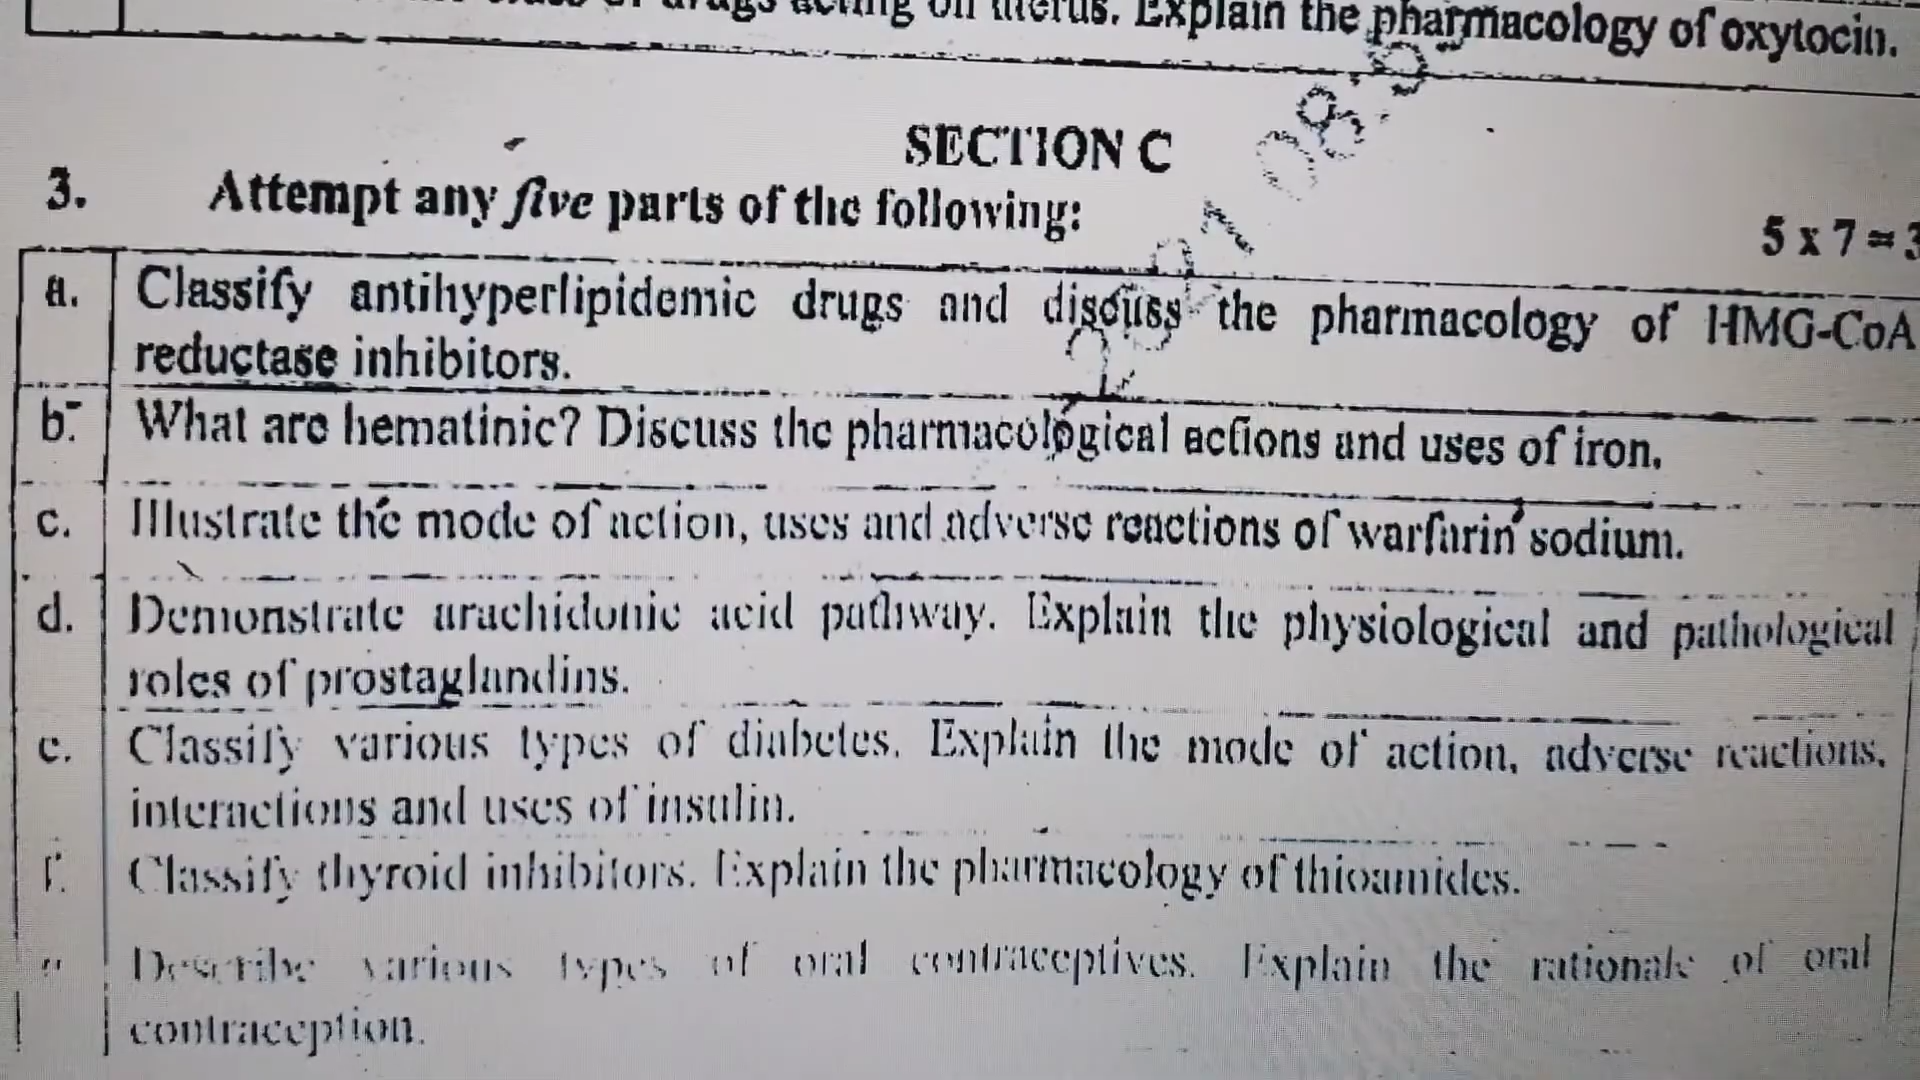 drugs acting on uterus. Explain the pharmacology of oxytocin.
SECTION C
3. Attempt any five parts of the following:
5 x 7 = 3
a. Classify antihyperlipidemic drugs and discuss the pharmacology of HMG-CoA
reductase inhibitors.
b. What are hematinic? Discuss the pharmacological actions and uses of iron.
c. Illustrate the mode of action, uses and adverse reactions of warfarin sodium.
d. Demonstrate arachidonic acid pathway. Explain the physiological and pathological
roles of prostaglandins.
e. Classify various types of diabetes. Explain the mode of action, adverse reactions,
interactions and uses of insulin.
f. Classify thyroid inhibitors. Explain the pharmacology of thioamides.
Describe various types of oral contraceptives. Explain the rationale of oral
contraception.